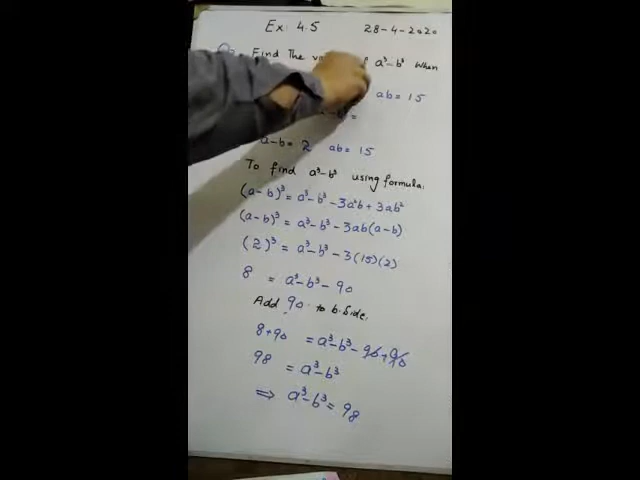 Ex: 4.5 28-4-2020
Q2 Find The a³-b³ when
ab = 15
a-b = 2 ab = 15
To find a³-b³ using formula.
(a-b)³ = a³-b³-3a²b+3ab²
(a-b)³ = a³-b³-3ab(a-b)
(2)³ = a³-b³-3(15)(2)
8 = a³-b³-90
Add 90 to b.side.
8+90 = a³-b³-90+90
98 = a³-b³
⇒ a³-b³ = 98